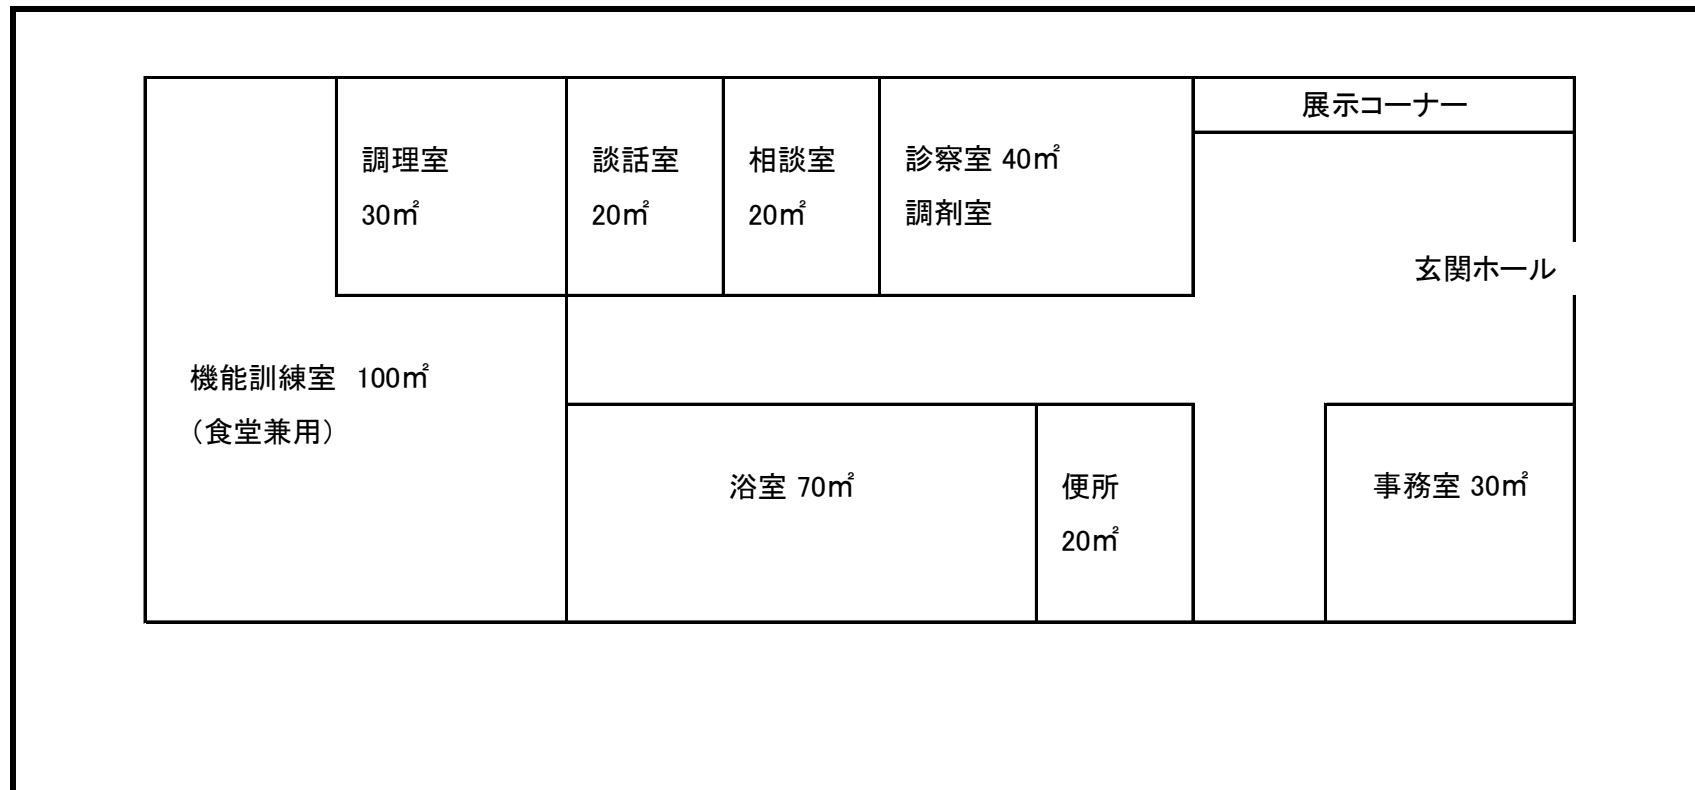 展示コーナー
調理室
30㎡
談話室
20㎡
相談室
20㎡
診察室 40㎡
調剤室
玄関ホール
機能訓練室 100㎡
（食堂兼用）
浴室 70㎡
便所
20㎡
事務室 30㎡